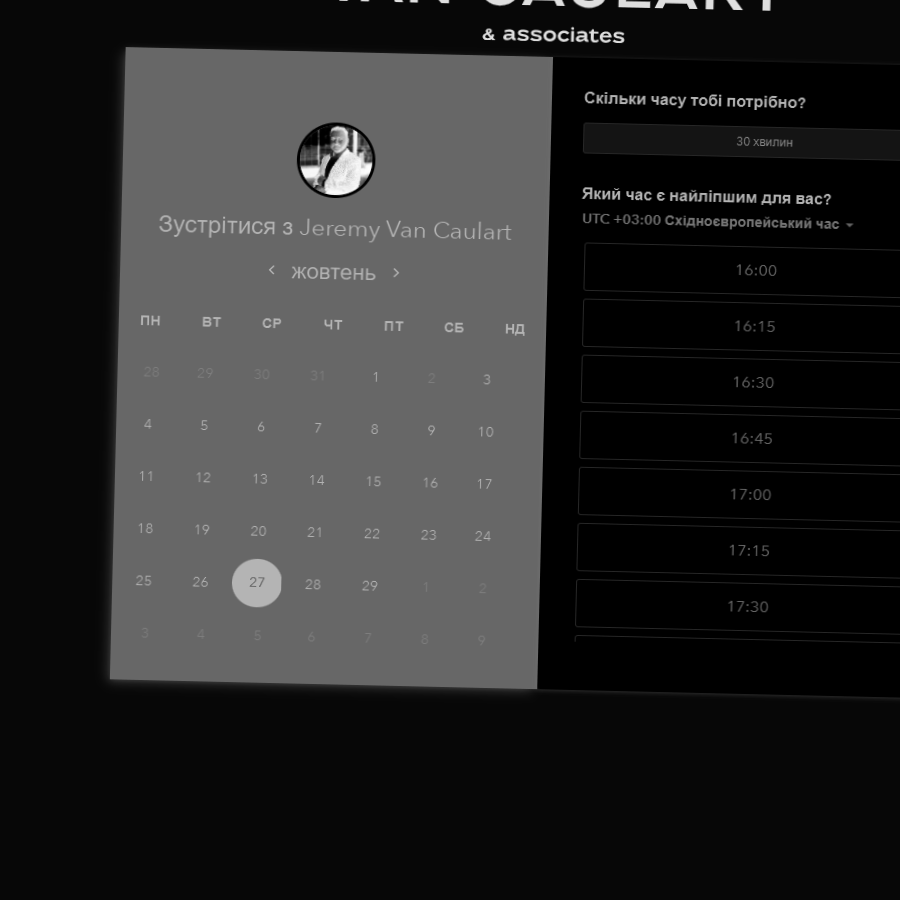 VAN CAULART
& associates
Зустрітися з Jeremy Van Caulart
жовтень
ПН ВТ СР ЧТ ПТ СБ НД
28 29 30 31 1 2 3
4 5 6 7 8 9 10
11 12 13 14 15 16 17
18 19 20 21 22 23 24
25 26 27 28 29 1 2
3 4 5 6 7 8 9
Скільки часу тобі потрібно?
30 хвилин
Який час є найліпшим для вас?
UTC +03:00 Східноєвропейський час
16:00
16:15
16:30
16:45
17:00
17:15
17:30